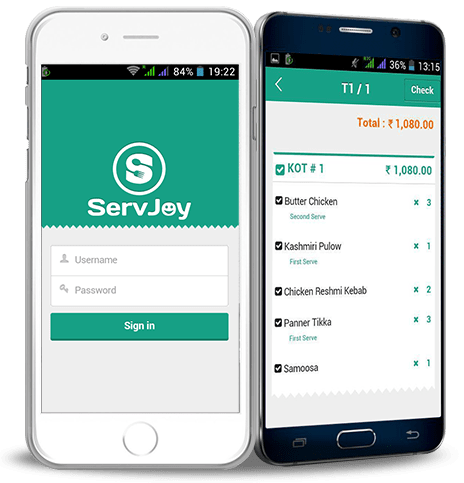 84% 19:22
S
ServJoy
Username
Password
Sign in
36% 13:15
T1 / 1 Check
Total : ₹ 1,080.00
KOT # 1 ₹ 1,080.00
Butter Chicken × 3
Second Serve
Kashmiri Pulow × 1
First Serve
Chicken Reshmi Kebab × 2
Panner Tikka × 3
First Serve
Samoosa × 1